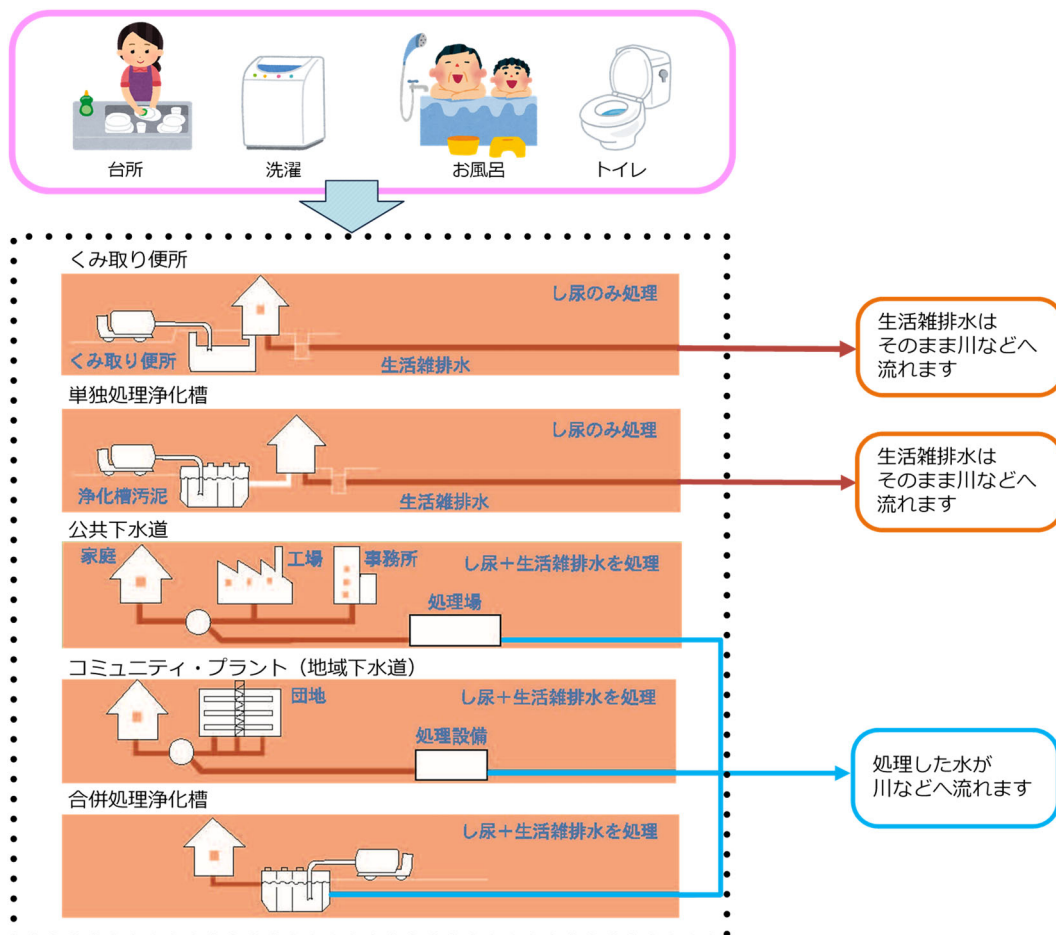 台所
洗濯
お風呂
トイレ
くみ取り便所
し尿のみ処理
くみ取り便所
生活雑排水
生活雑排水は
そのまま川などへ
流れます
単独処理浄化槽
し尿のみ処理
浄化槽汚泥
生活雑排水
生活雑排水は
そのまま川などへ
流れます
公共下水道
家庭
工場
事務所
し尿+生活雑排水を処理
処理場
コミュニティ・プラント(地域下水道)
団地
し尿+生活雑排水を処理
処理設備
処理した水が
川などへ流れます
合併処理浄化槽
し尿+生活雑排水を処理